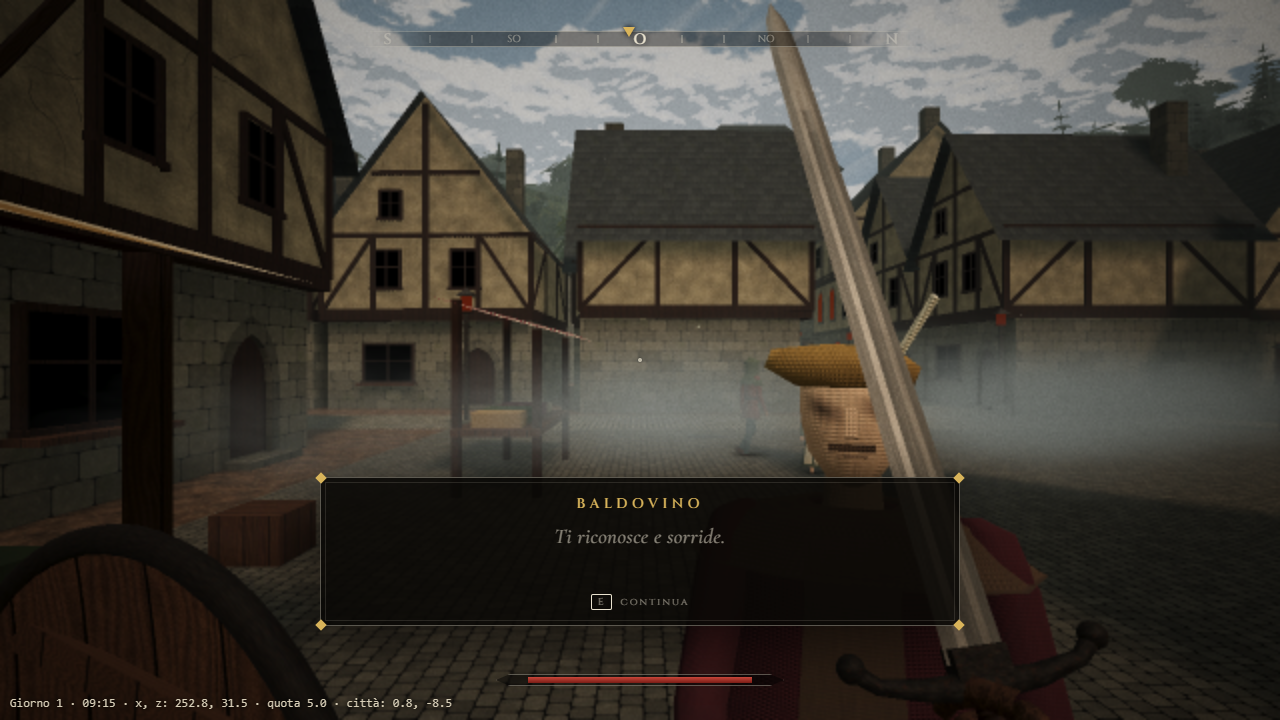 S SO O NO N
BALDOVINO
Ti riconosce e sorride.
E CONTINUA
Giorno 1 · 09:15 · x, z: 252.8, 31.5 · quota 5.0 · città: 0.8, -8.5